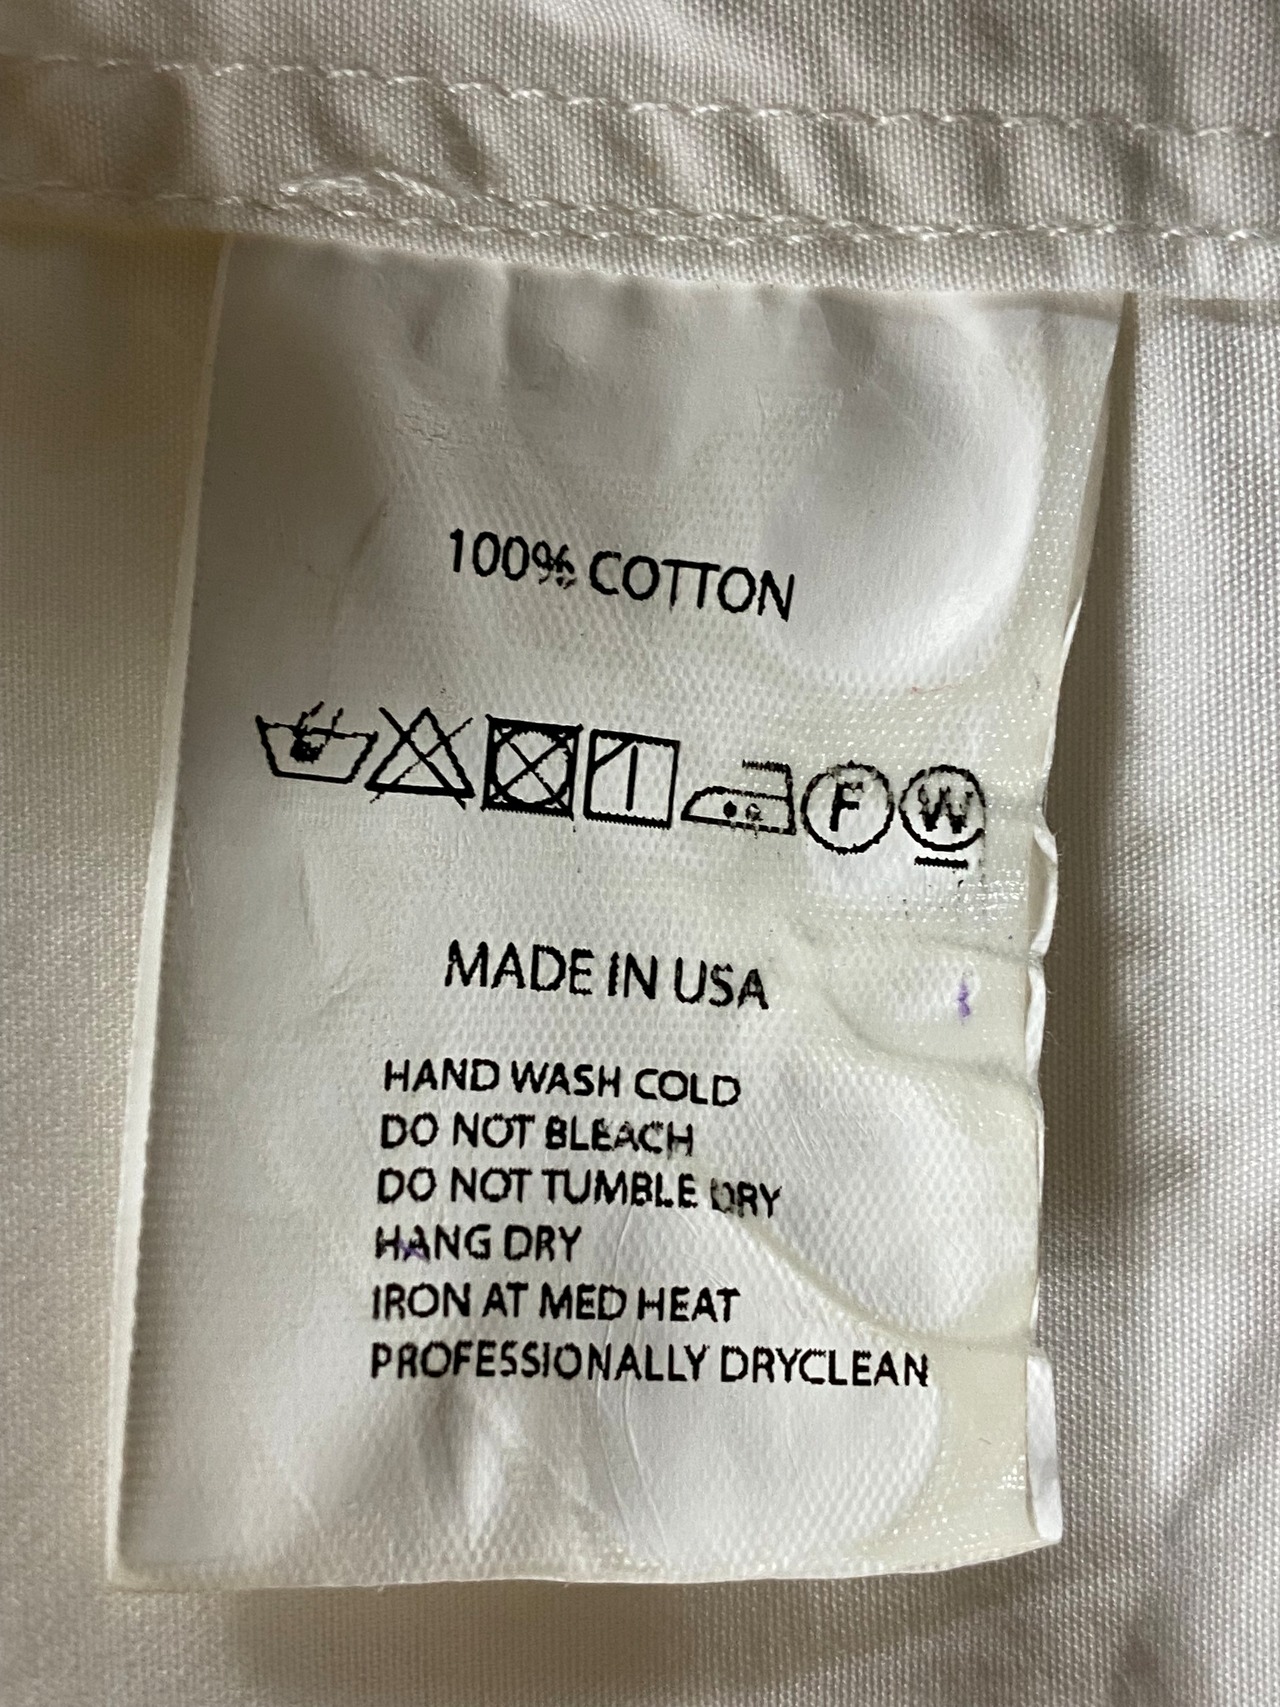 100% COTTON
F W
MADE IN USA
HAND WASH COLD
DO NOT BLEACH
DO NOT TUMBLE DRY
HANG DRY
IRON AT MED HEAT
PROFESSIONALLY DRYCLEAN